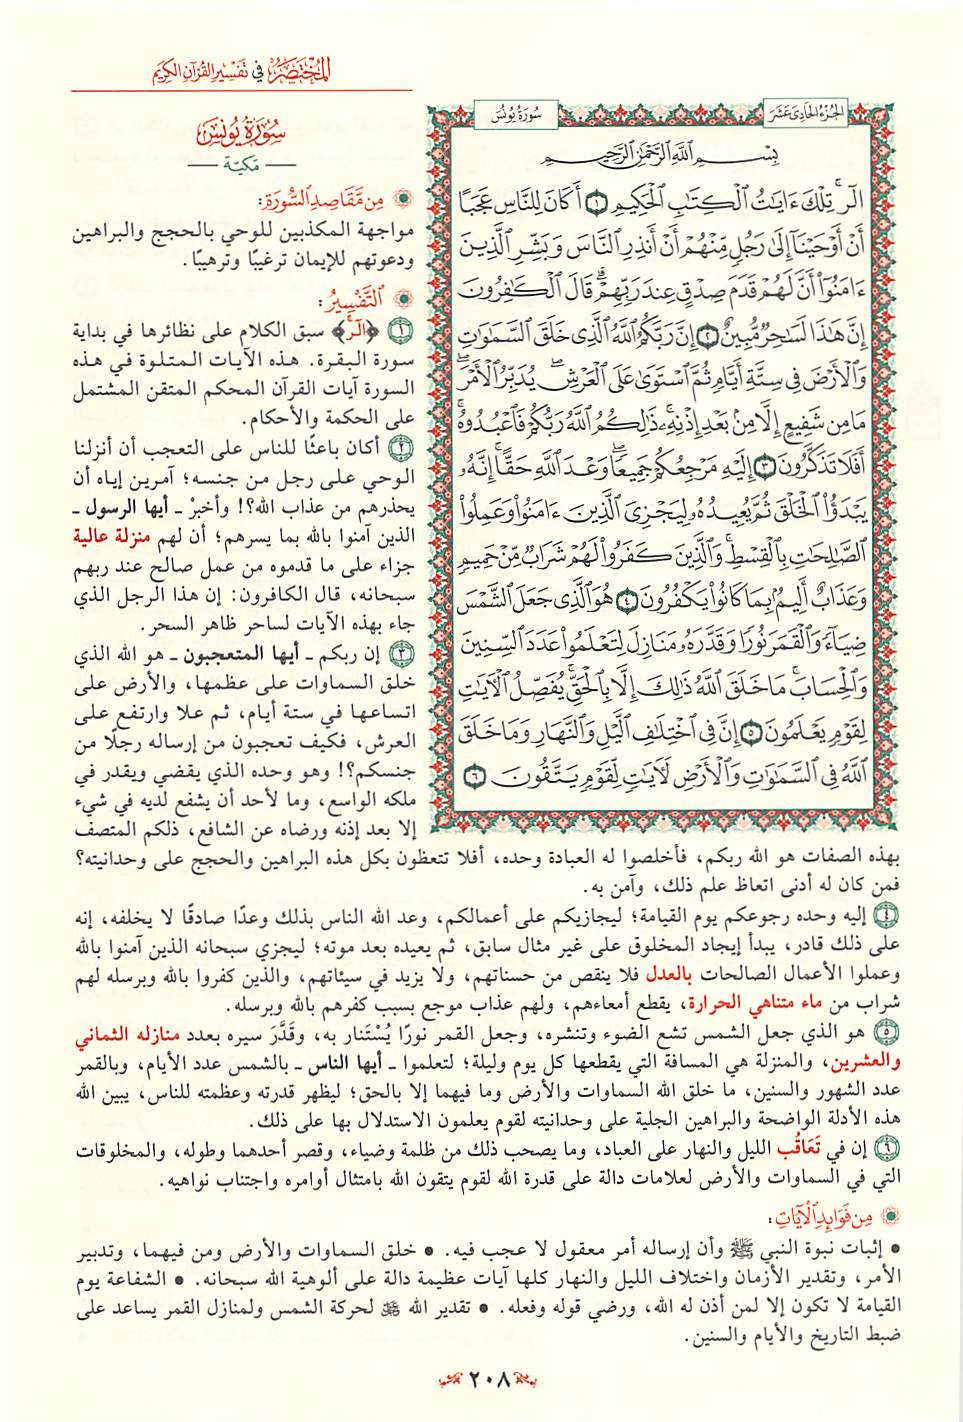 المختصر في تفسير القرآن الكريم
الجزء الحادي عشر
سورة يونس
بِسْمِ ٱللَّهِ ٱلرَّحْمَٰنِ ٱلرَّحِيمِ
الٓرۚ تِلْكَ ءَايَٰتُ ٱلْكِتَٰبِ ٱلْحَكِيمِ ١ أَكَانَ لِلنَّاسِ عَجَبًا
أَنْ أَوْحَيْنَآ إِلَىٰ رَجُلٍ مِّنْهُمْ أَنْ أَنذِرِ ٱلنَّاسَ وَبَشِّرِ ٱلَّذِينَ
ءَامَنُوٓا۟ أَنَّ لَهُمْ قَدَمَ صِدْقٍ عِندَ رَبِّهِمْۗ قَالَ ٱلْكَٰفِرُونَ
إِنَّ هَٰذَا لَسَٰحِرٌ مُّبِينٌ ٢ إِنَّ رَبَّكُمُ ٱللَّهُ ٱلَّذِى خَلَقَ ٱلسَّمَٰوَٰتِ
وَٱلْأَرْضَ فِى سِتَّةِ أَيَّامٍ ثُمَّ ٱسْتَوَىٰ عَلَى ٱلْعَرْشِۖ يُدَبِّرُ ٱلْأَمْرَۖ
مَا مِن شَفِيعٍ إِلَّا مِنۢ بَعْدِ إِذْنِهِۦۚ ذَٰلِكُمُ ٱللَّهُ رَبُّكُمْ فَٱعْبُدُوهُۚ
أَفَلَا تَذَكَّرُونَ ٣ إِلَيْهِ مَرْجِعُكُمْ جَمِيعًاۖ وَعْدَ ٱللَّهِ حَقًّاۚ إِنَّهُۥ
يَبْدَؤُا۟ ٱلْخَلْقَ ثُمَّ يُعِيدُهُۥ لِيَجْزِىَ ٱلَّذِينَ ءَامَنُوا۟ وَعَمِلُوا۟
ٱلصَّٰلِحَٰتِ بِٱلْقِسْطِۚ وَٱلَّذِينَ كَفَرُوا۟ لَهُمْ شَرَابٌ مِّنْ حَمِيمٍ
وَعَذَابٌ أَلِيمٌۢ بِمَا كَانُوا۟ يَكْفُرُونَ ٤ هُوَ ٱلَّذِى جَعَلَ ٱلشَّمْسَ
ضِيَآءً وَٱلْقَمَرَ نُورًا وَقَدَّرَهُۥ مَنَازِلَ لِتَعْلَمُوا۟ عَدَدَ ٱلسِّنِينَ
وَٱلْحِسَابَۚ مَا خَلَقَ ٱللَّهُ ذَٰلِكَ إِلَّا بِٱلْحَقِّۚ يُفَصِّلُ ٱلْءَايَٰتِ
لِقَوْمٍ يَعْلَمُونَ ٥ إِنَّ فِى ٱخْتِلَٰفِ ٱلَّيْلِ وَٱلنَّهَارِ وَمَا خَلَقَ
ٱللَّهُ فِى ٱلسَّمَٰوَٰتِ وَٱلْأَرْضِ لَءَايَٰتٍ لِّقَوْمٍ يَتَّقُونَ ٦
سورة يونس
مكية
من مقاصد السورة:
مواجهة المكذبين للوحي بالحجج والبراهين
ودعوتهم للإيمان ترغيبًا وترهيبًا.
التفسير:
١ ﴿الٓر﴾ سبق الكلام على نظائرها في بداية
سورة البقرة. هذه الآيات المتلوة في هذه
السورة آيات القرآن المحكم المتقن المشتمل
على الحكمة والأحكام.
٢ أكان باعثًا للناس على التعجب أن أنزلنا
الوحي على رجل من جنسه؛ آمرين إياه أن
يحذرهم من عذاب الله؟! وأخبرْ ـ أيها الرسول ـ
الذين آمنوا بالله بما يسرهم؛ أن لهم منزلة عالية
جزاء على ما قدموه من عمل صالح عند ربهم
سبحانه، قال الكافرون: إن هذا الرجل الذي
جاء بهذه الآيات لساحر ظاهر السحر.
٣ إن ربكم ـ أيها المتعجبون ـ هو الله الذي
خلق السماوات على عظمها، والأرض على
اتساعها في ستة أيام، ثم علا وارتفع على
العرش، فكيف تعجبون من إرساله رجلًا من
جنسكم؟! وهو وحده الذي يقضي ويقدر في
ملكه الواسع، وما لأحد أن يشفع لديه في شيء
إلا بعد إذنه ورضاه عن الشافع، ذلكم المتصف
بهذه الصفات هو الله ربكم، فأخلصوا له العبادة وحده، أفلا تتعظون بكل هذه البراهين والحجج على وحدانيته؟
فمن كان له أدنى اتعاظ علم ذلك، وآمن به.
٤ إليه وحده رجوعكم يوم القيامة؛ ليجازيكم على أعمالكم، وعد الله الناس بذلك وعدًا صادقًا لا يخلفه، إنه
على ذلك قادر، يبدأ إيجاد المخلوق على غير مثال سابق، ثم يعيده بعد موته؛ ليجزي سبحانه الذين آمنوا بالله
وعملوا الأعمال الصالحات بالعدل فلا ينقص من حسناتهم، ولا يزيد في سيئاتهم، والذين كفروا بالله وبرسله لهم
شراب من ماء متناهي الحرارة، يقطع أمعاءهم، ولهم عذاب موجع بسبب كفرهم بالله وبرسله.
٥ هو الذي جعل الشمس تشع الضوء وتنشره، وجعل القمر نورًا يُسْتَنار به، وقَدَّرَ سيره بعدد منازله الثماني
والعشرين، والمنزلة هي المسافة التي يقطعها كل يوم وليلة؛ لتعلموا ـ أيها الناس ـ بالشمس عدد الأيام، وبالقمر
عدد الشهور والسنين، ما خلق الله السماوات والأرض وما فيهما إلا بالحق؛ ليظهر قدرته وعظمته للناس، يبين الله
هذه الأدلة الواضحة والبراهين الجلية على وحدانيته لقوم يعلمون الاستدلال بها على ذلك.
٦ إن في تَعَاقُب الليل والنهار على العباد، وما يصحب ذلك من ظلمة وضياء، وقصر أحدهما وطوله، والمخلوقات
التي في السماوات والأرض لعلامات دالة على قدرة الله لقوم يتقون الله بامتثال أوامره واجتناب نواهيه.
من فوائد الآيات:
• إثبات نبوة النبي ﷺ وأن إرساله أمر معقول لا عجب فيه. • خلق السماوات والأرض ومن فيهما، وتدبير
الأمر، وتقدير الأزمان واختلاف الليل والنهار كلها آيات عظيمة دالة على ألوهية الله سبحانه. • الشفاعة يوم
القيامة لا تكون إلا لمن أذن له الله، ورضي قوله وفعله. • تقدير الله ﷻ لحركة الشمس ولمنازل القمر يساعد على
ضبط التاريخ والأيام والسنين.
٢٠٨